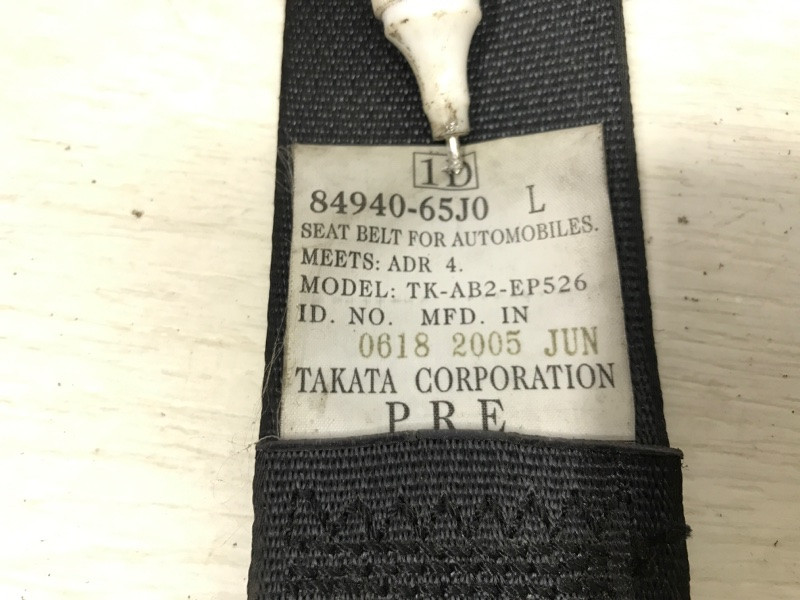 1D
84940-65J0 L
SEAT BELT FOR AUTOMOBILES.
MEETS: ADR 4.
MODEL: TK-AB2-EP526
ID. NO. MFD. IN
0618 2005 JUN
TAKATA CORPORATION
PRE